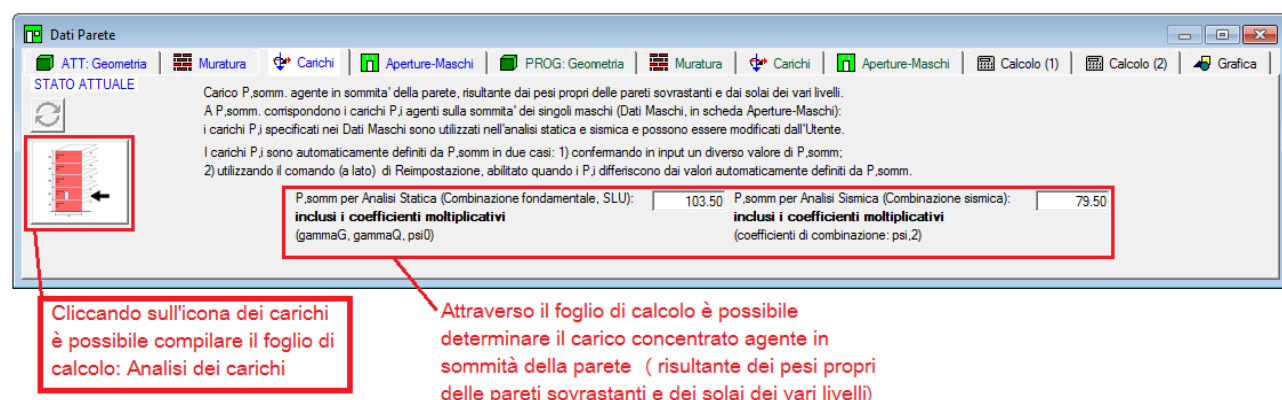 Dati Parete
ATT: Geometria Muratura Carichi Aperture-Maschi PROG: Geometria Muratura Carichi Aperture-Maschi Calcolo (1) Calcolo (2) Grafica
STATO ATTUALE
Carico P,somm. agente in sommita' della parete, risultante dai pesi propri delle pareti sovrastanti e dai solai dei vari livelli.
A P,somm. corrispondono i carichi P,i agenti sulla sommita' dei singoli maschi (Dati Maschi, in scheda Aperture-Maschi):
i carichi P,i specificati nei Dati Maschi sono utilizzati nell'analisi statica e sismica e possono essere modificati dall'Utente.
I carichi P,i sono automaticamente definiti da P,somm in due casi: 1) confermando in input un diverso valore di P,somm;
2) utilizzando il comando (a lato) di Reimpostazione, abilitato quando i P,i differiscono dai valori automaticamente definiti da P,somm.
P,somm per Analisi Statica (Combinazione fondamentale, SLU): 103.50 P,somm per Analisi Sismica (Combinazione sismica): 79.50
inclusi i coefficienti moltiplicativi inclusi i coefficienti moltiplicativi
(gammaG, gammaQ, psi0) (coefficienti di combinazione: psi,2)
Cliccando sull'icona dei carichi
è possibile compilare il foglio di
calcolo: Analisi dei carichi
Attraverso il foglio di calcolo è possibile
determinare il carico concentrato agente in
sommità della parete ( risultante dei pesi propri
delle pareti sovrastanti e dei solai dei vari livelli)